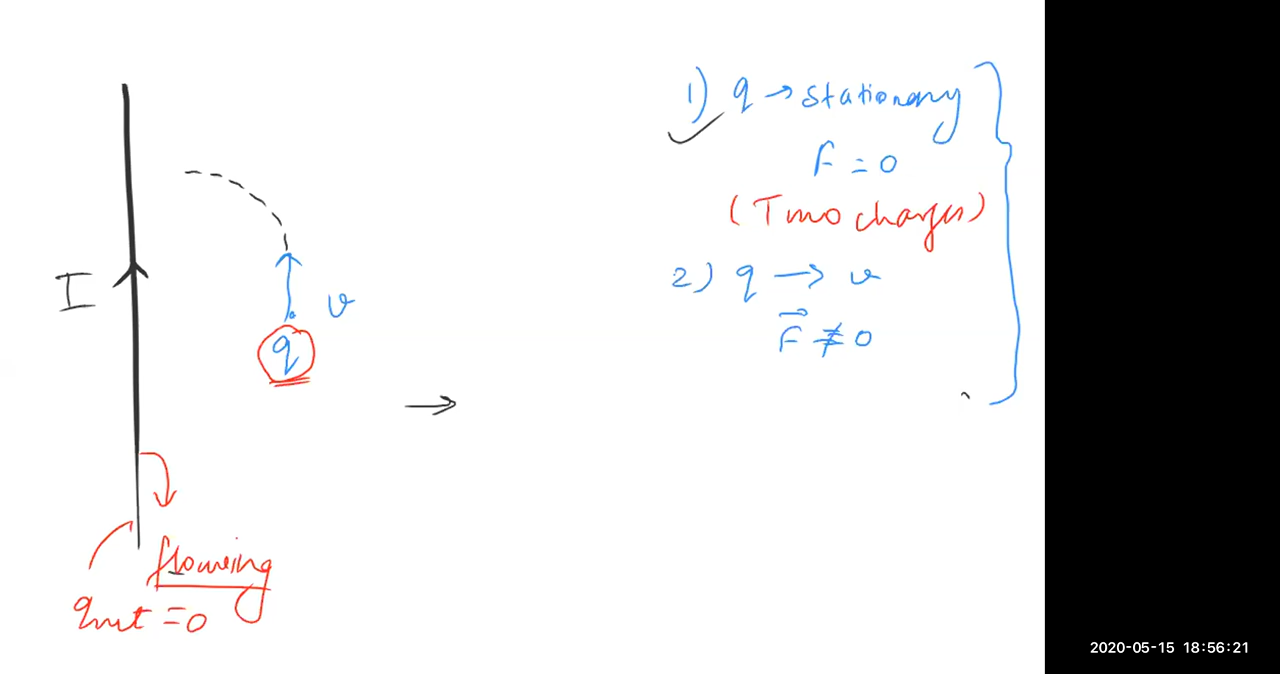 1) q → stationary
F = 0
(Two charges)
2) q → v
F⃗ ≠ 0
I
v
q
flowing
qnet = 0
2020-05-15 18:56:21